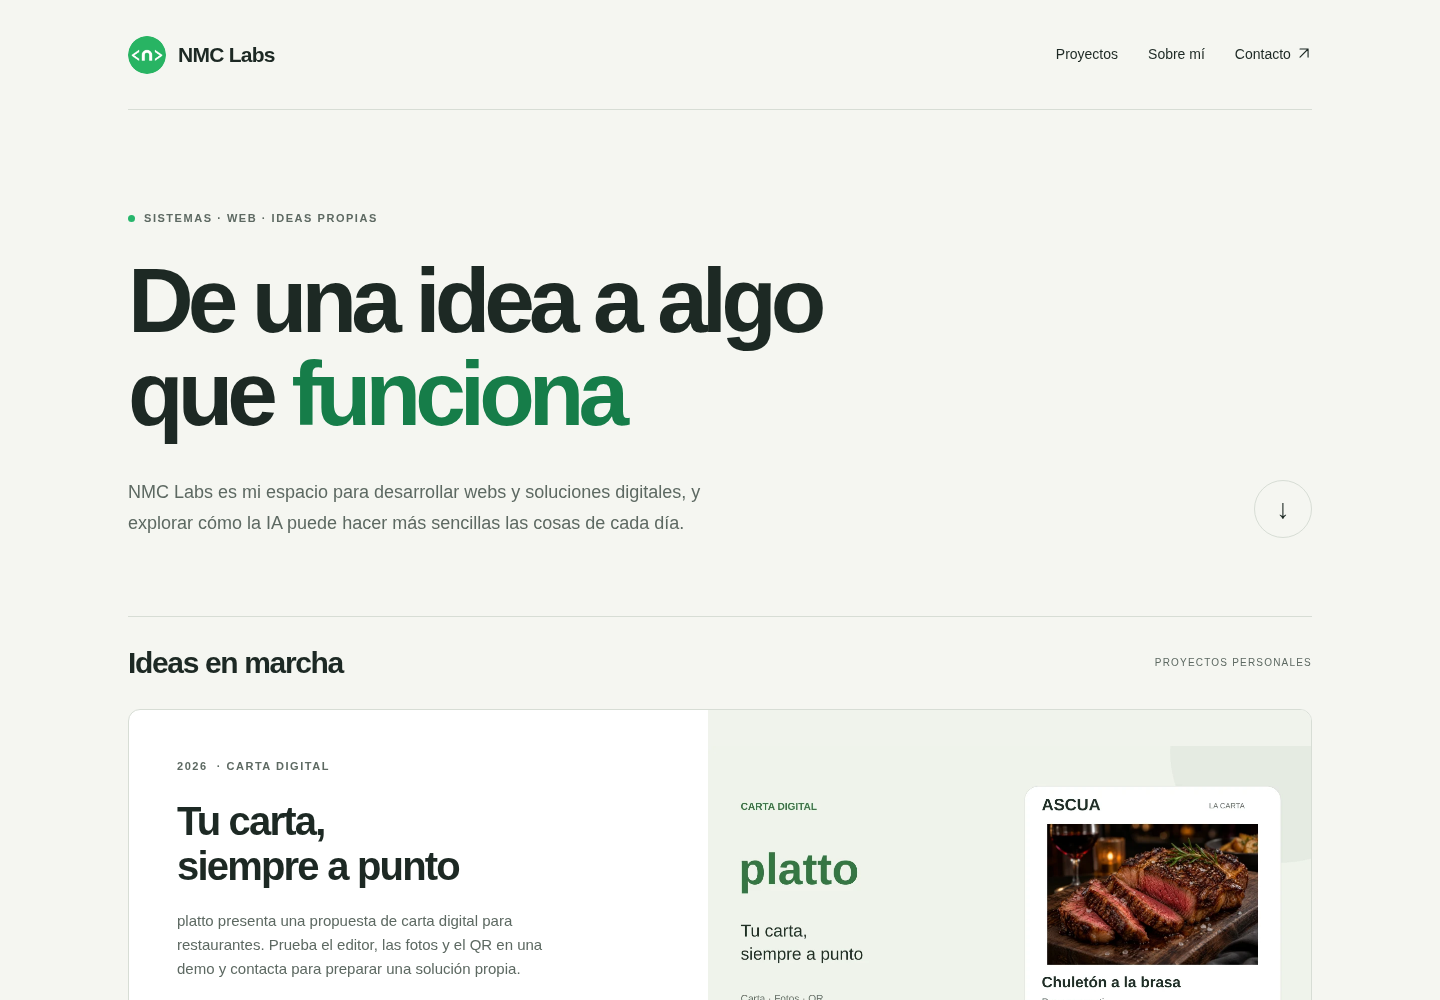 <n> NMC Labs
Proyectos Sobre mí Contacto
SISTEMAS · WEB · IDEAS PROPIAS
De una idea a algo
que funciona
NMC Labs es mi espacio para desarrollar webs y soluciones digitales, y
explorar cómo la IA puede hacer más sencillas las cosas de cada día.
↓
Ideas en marcha
PROYECTOS PERSONALES
2026 · CARTA DIGITAL
Tu carta,
siempre a punto
platto presenta una propuesta de carta digital para
restaurantes. Prueba el editor, las fotos y el QR en una
demo y contacta para preparar una solución propia.
CARTA DIGITAL
platto
Tu carta,
siempre a punto
Carta · Fotos · QR
ASCUA
LA CARTA
Chuletón a la brasa